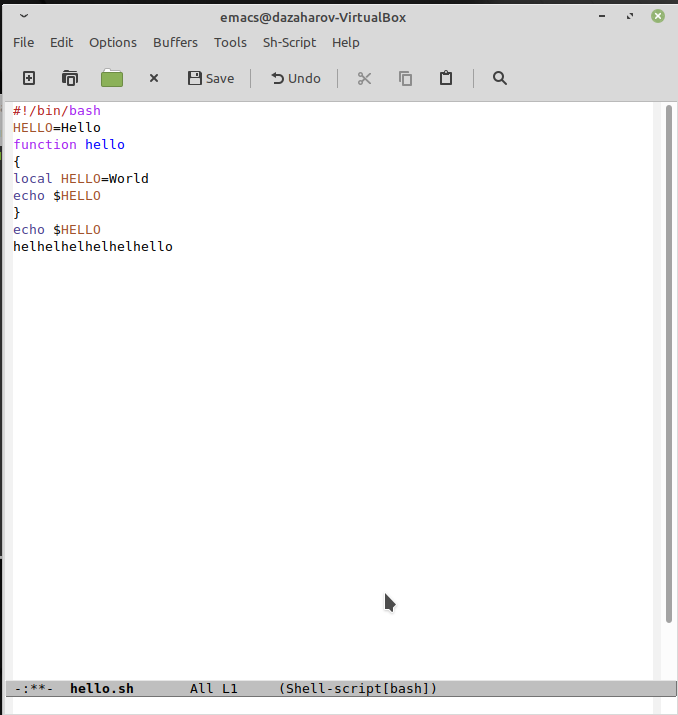 emacs@dazaharov-VirtualBox
File Edit Options Buffers Tools Sh-Script Help
Save Undo
#!/bin/bash
HELLO=Hello
function hello
{
local HELLO=World
echo $HELLO
}
echo $HELLO
helhelhelhelhelhello
-:**- hello.sh All L1 (Shell-script[bash])